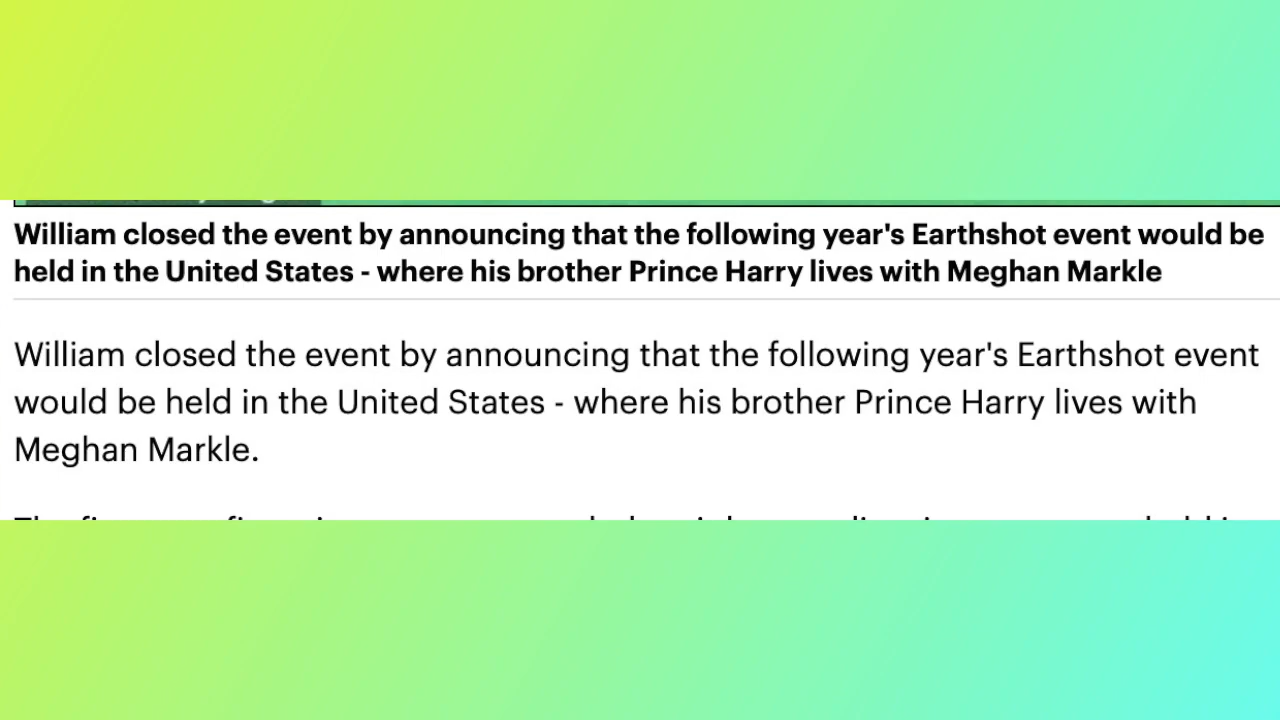 William closed the event by announcing that the following year's Earthshot event would be
held in the United States - where his brother Prince Harry lives with Meghan Markle
William closed the event by announcing that the following year's Earthshot event
would be held in the United States - where his brother Prince Harry lives with
Meghan Markle.